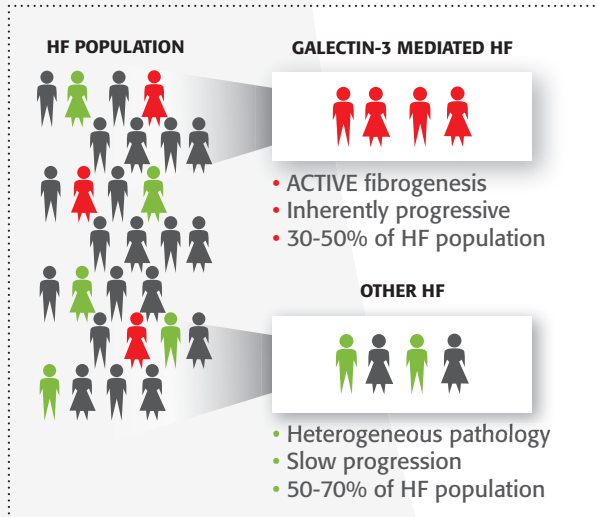 HF POPULATION
GALECTIN-3 MEDIATED HF
• ACTIVE fibrogenesis
• Inherently progressive
• 30-50% of HF population
OTHER HF
• Heterogeneous pathology
• Slow progression
• 50-70% of HF population